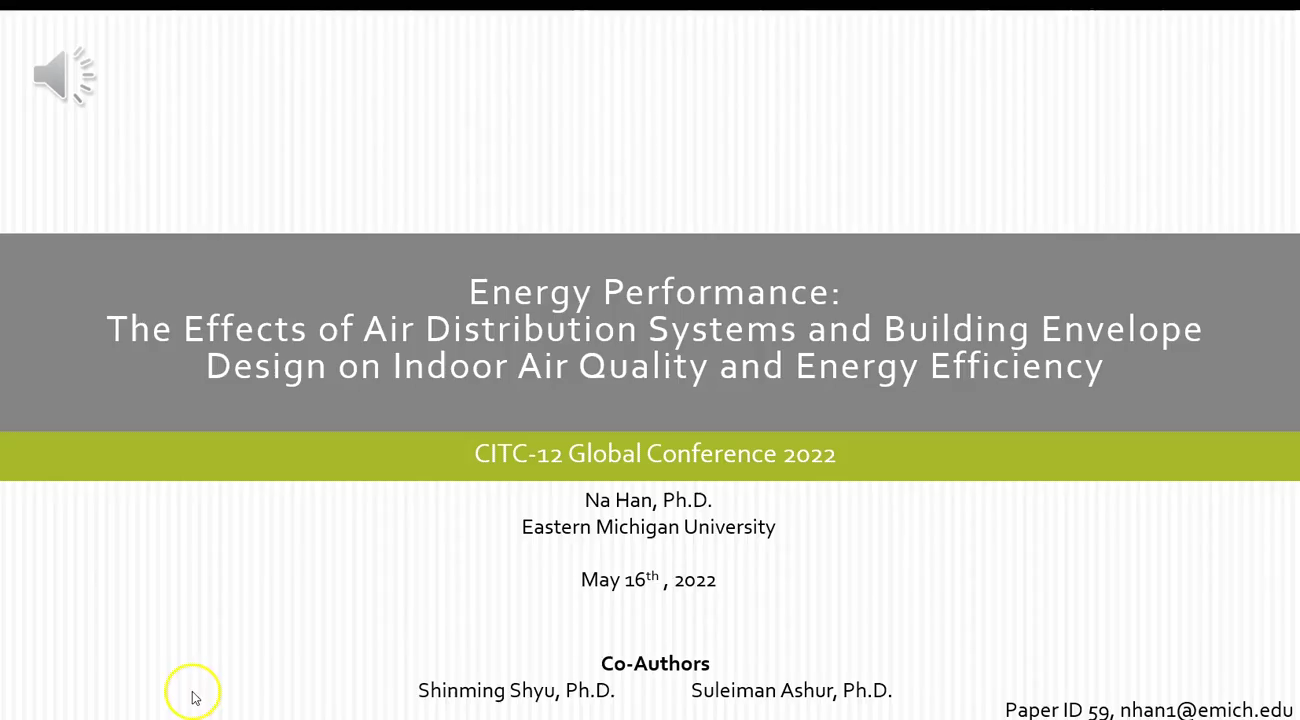 Energy Performance:
The Effects of Air Distribution Systems and Building Envelope
Design on Indoor Air Quality and Energy Efficiency
CITC-12 Global Conference 2022
Na Han, Ph.D.
Eastern Michigan University
May 16th , 2022
Co-Authors
Shinming Shyu, Ph.D. Suleiman Ashur, Ph.D.
Paper ID 59, nhan1@emich.edu